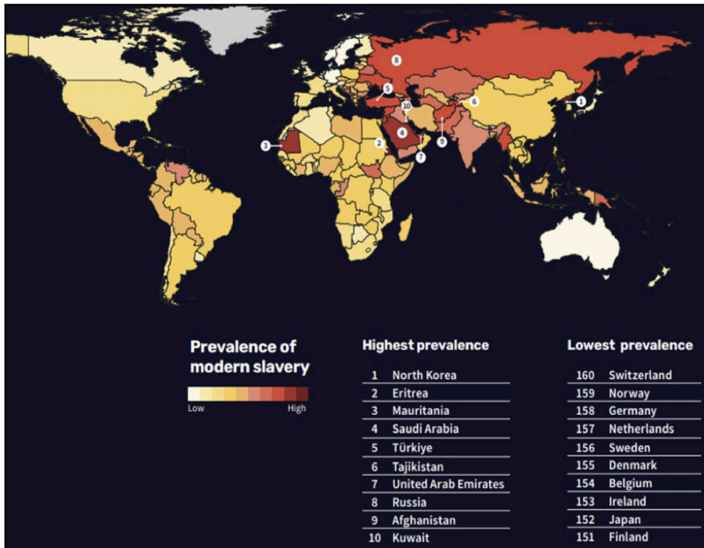 8
5
6
1
10
3
4
2
7
9
Prevalence of
modern slavery
Low High
Highest prevalence
1 North Korea
2 Eritrea
3 Mauritania
4 Saudi Arabia
5 Türkiye
6 Tajikistan
7 United Arab Emirates
8 Russia
9 Afghanistan
10 Kuwait
Lowest prevalence
160 Switzerland
159 Norway
158 Germany
157 Netherlands
156 Sweden
155 Denmark
154 Belgium
153 Ireland
152 Japan
151 Finland